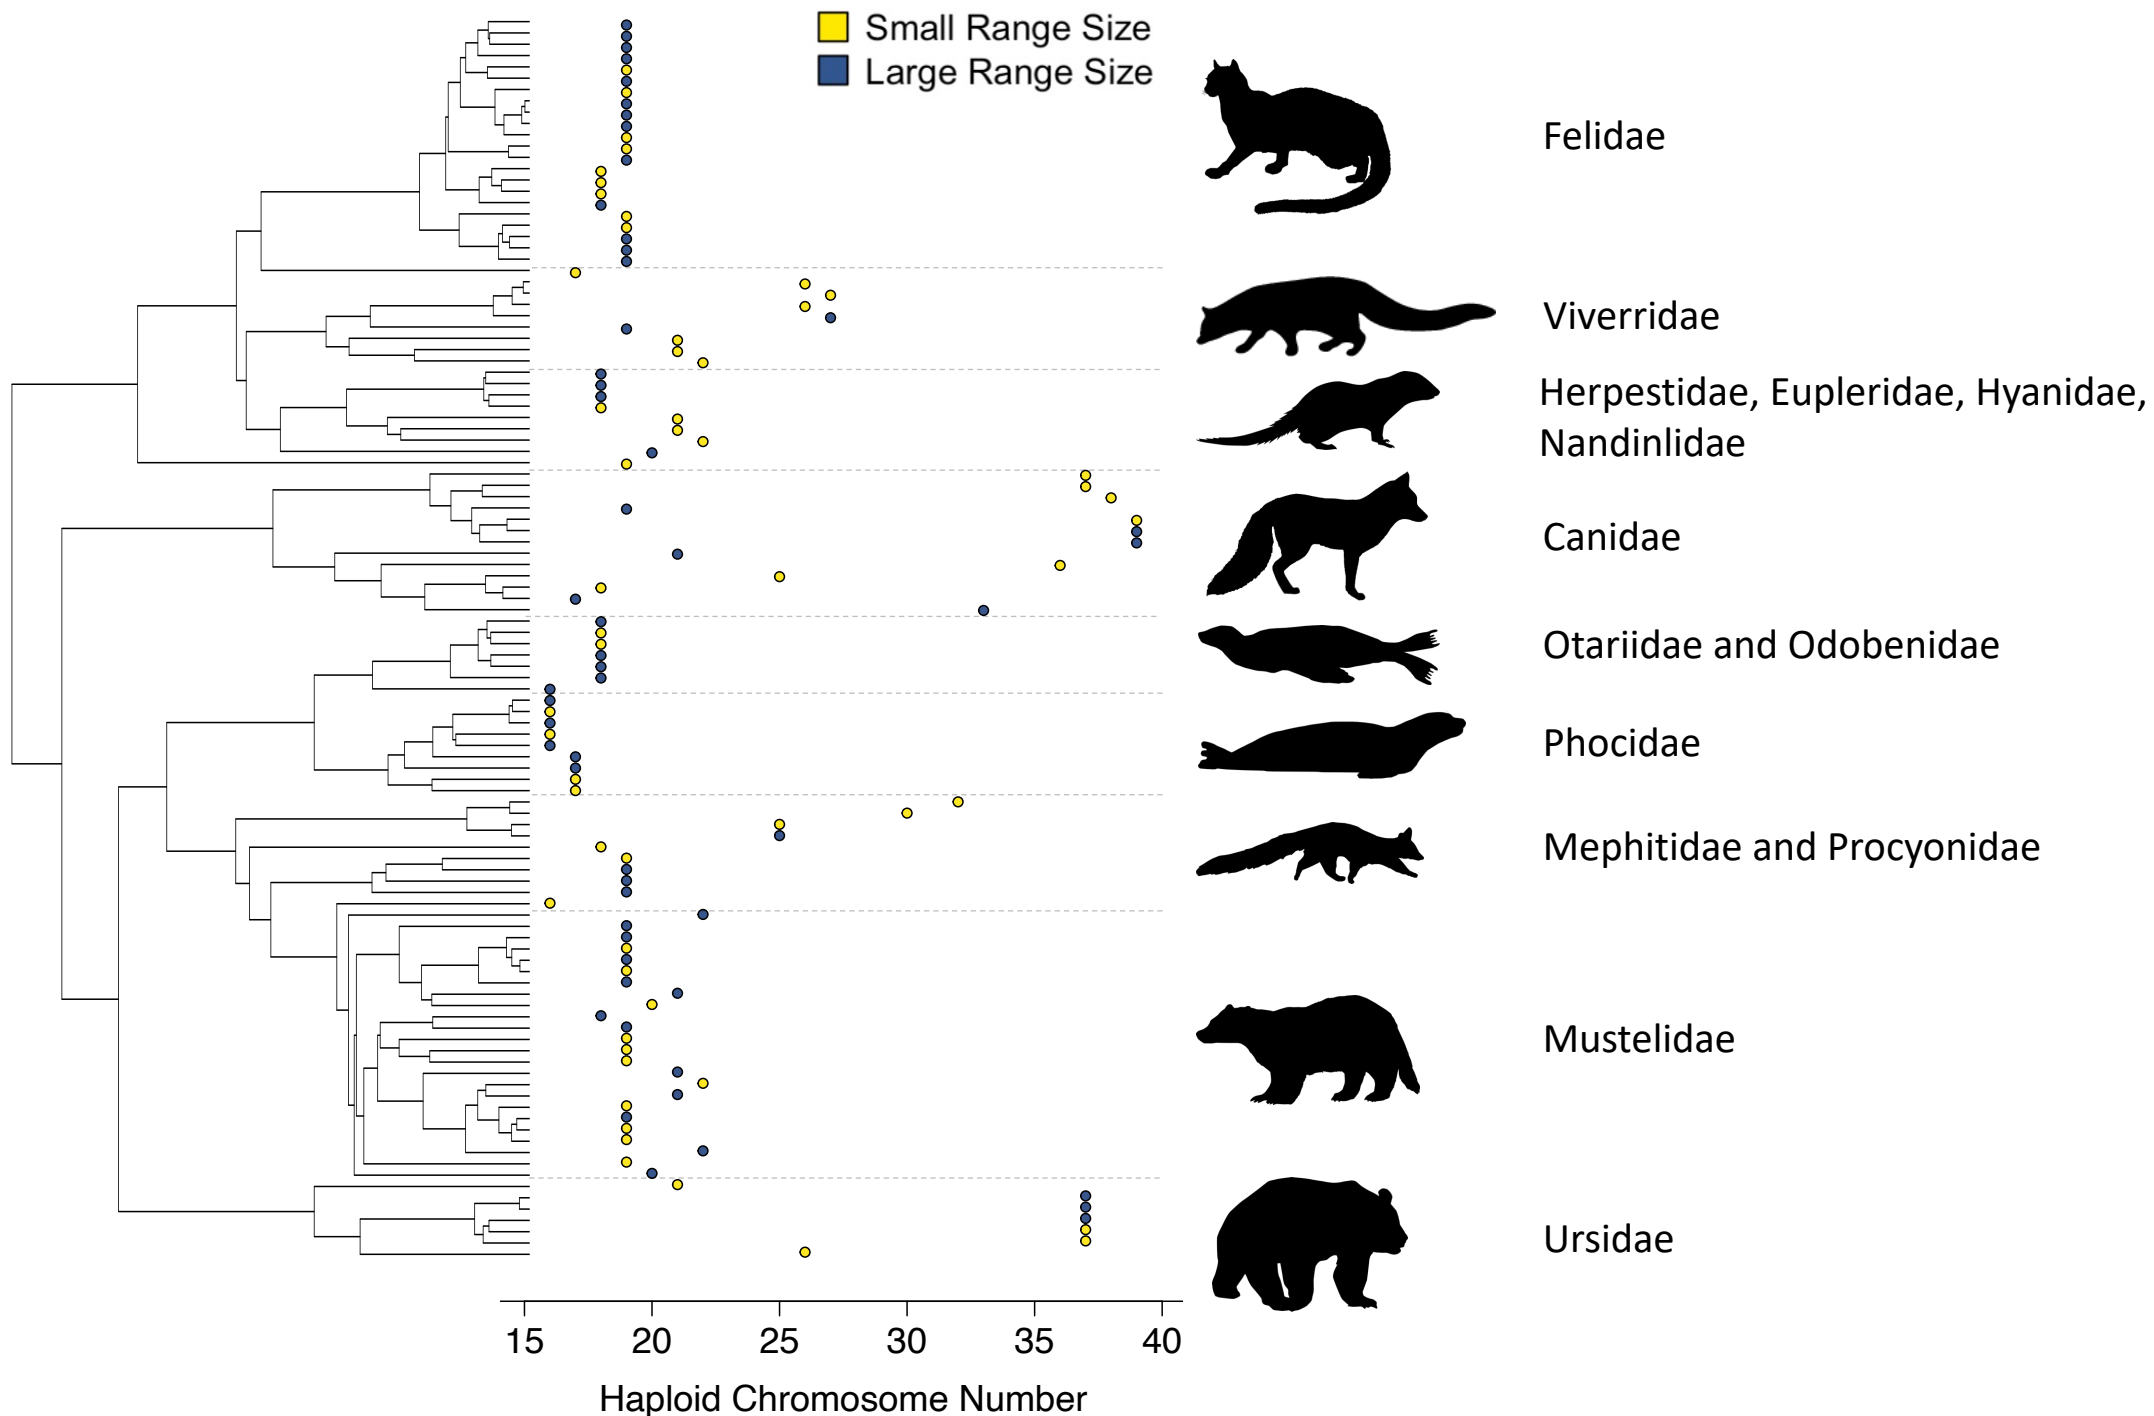 Small Range Size
Large Range Size
Felidae
Viverridae
Herpestidae, Eupleridae, Hyanidae,
Nandinlidae
Canidae
Otariidae and Odobenidae
Phocidae
Mephitidae and Procyonidae
Mustelidae
Ursidae
15 20 25 30 35 40
Haploid Chromosome Number